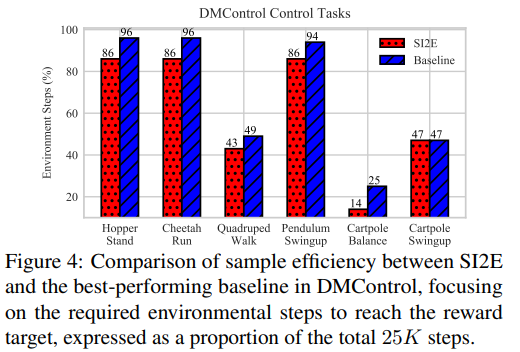 DMControl Control Tasks
Environment Steps (%)
100
80
60
40
20
86
96
86
96
43
49
86
94
14
25
47
47
SI2E
Baseline
Hopper
Stand
Cheetah
Run
Quadruped
Walk
Pendulum
Swingup
Cartpole
Balance
Cartpole
Swingup
Figure 4: Comparison of sample efficiency between SI2E
and the best-performing baseline in DMControl, focusing
on the required environmental steps to reach the reward
target, expressed as a proportion of the total 25K steps.